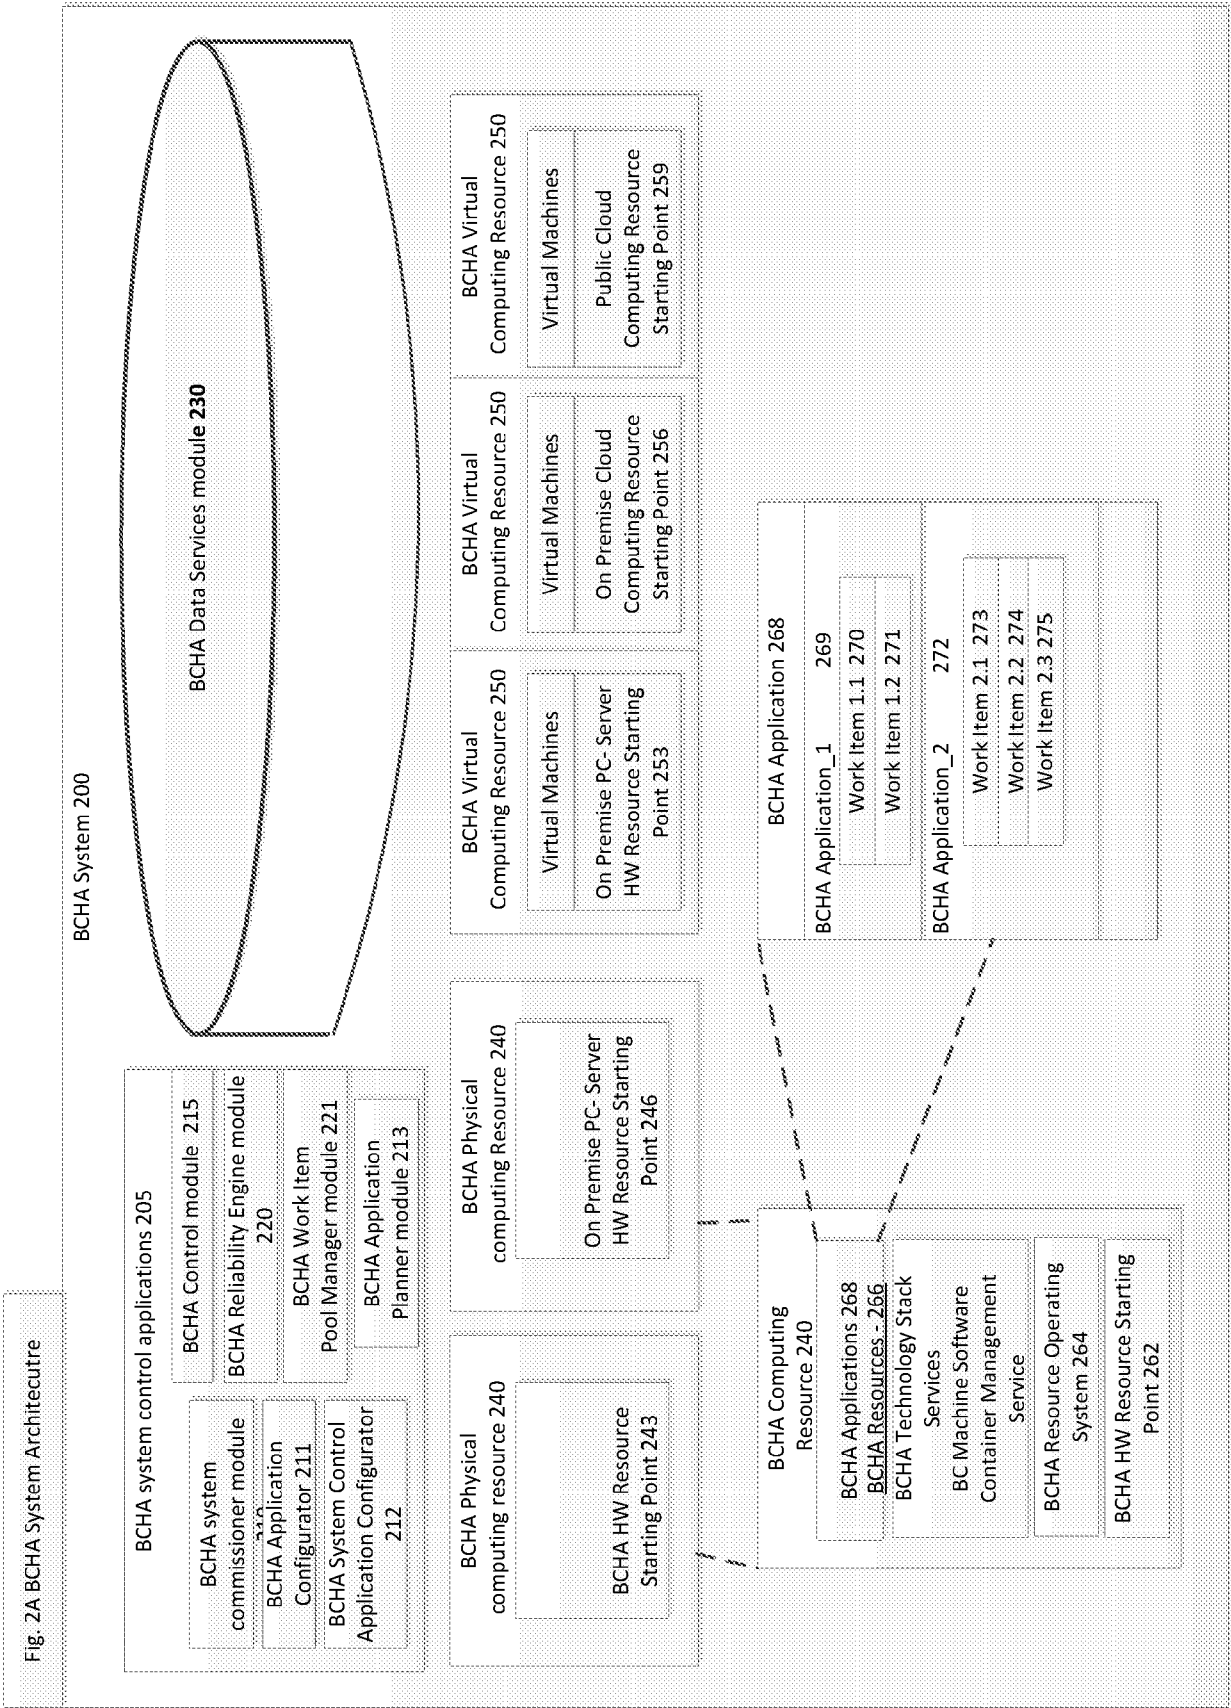 Fig. 2A BCHA System Architecutre
BCHA System 200
BCHA system control applications 205
BCHA system
commissioner module
BCHA Application
Configurator 211
BCHA System Control
Application Configurator
212
BCHA Control module 215
BCHA Reliability Engine module
220
BCHA Work Item
Pool Manager module 221
BCHA Application
Planner module 213
BCHA Data Services module 230
BCHA Physical
computing resource 240
BCHA HW Resource
Starting Point 243
BCHA Physical
computing Resource 240
On Premise PC- Server
HW Resource Starting
Point 246
BCHA Virtual
Computing Resource 250
Virtual Machines
On Premise PC- Server
HW Resource Starting
Point 253
BCHA Virtual
Computing Resource 250
Virtual Machines
On Premise Cloud
Computing Resource
Starting Point 256
BCHA Virtual
Computing Resource 250
Virtual Machines
Public Cloud
Computing Resource
Starting Point 259
BCHA Computing
Resource 240
BCHA Applications 268
BCHA Resources - 266
BCHA Technology Stack
Services
BC Machine Software
Container Management
Service
BCHA Resource Operating
System 264
BCHA HW Resource Starting
Point 262
BCHA Application 268
BCHA Application_1 269
Work Item 1.1 270
Work Item 1.2 271
BCHA Application_2 272
Work Item 2.1 273
Work Item 2.2 274
Work Item 2.3 275